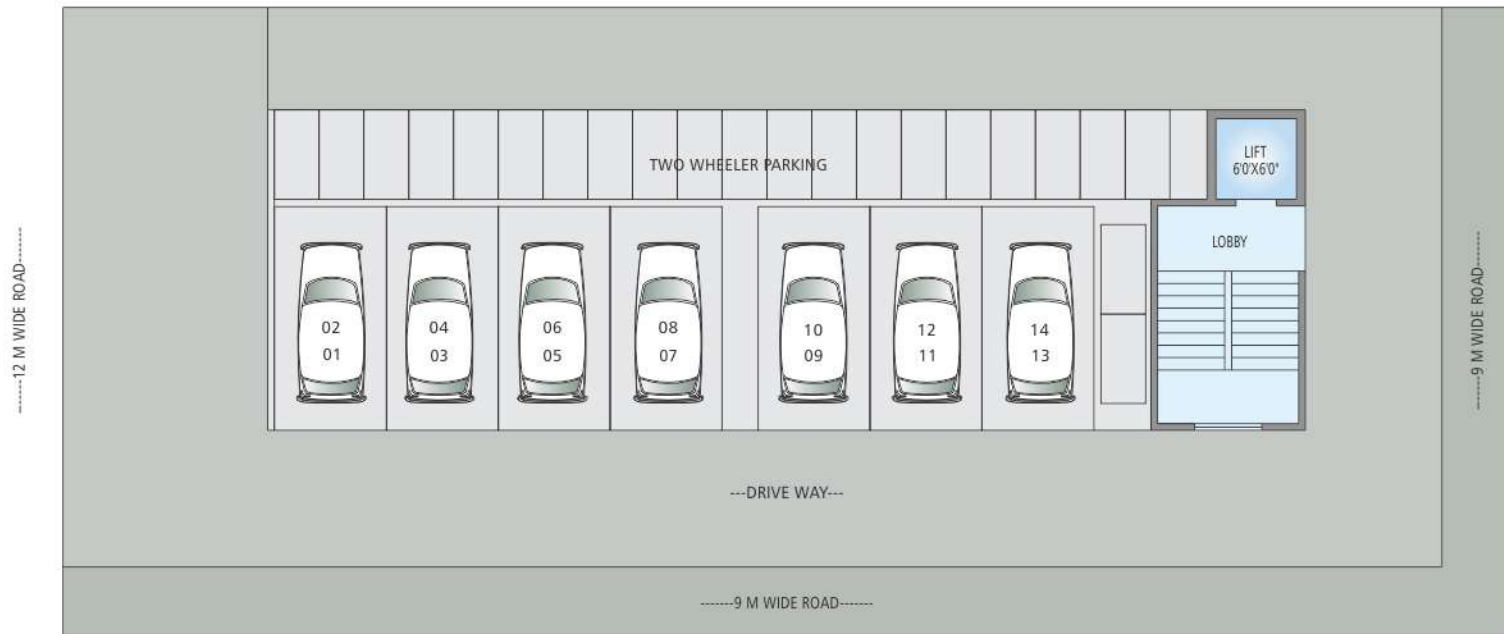 TWO WHEELER PARKING
LIFT
6'0'X6'0"
LOBBY
-------12 M WIDE ROAD-------
02
01
04
03
06
05
08
07
10
09
12
11
14
13
-------9 M WIDE ROAD-------
---DRIVE WAY---
-------9 M WIDE ROAD-------